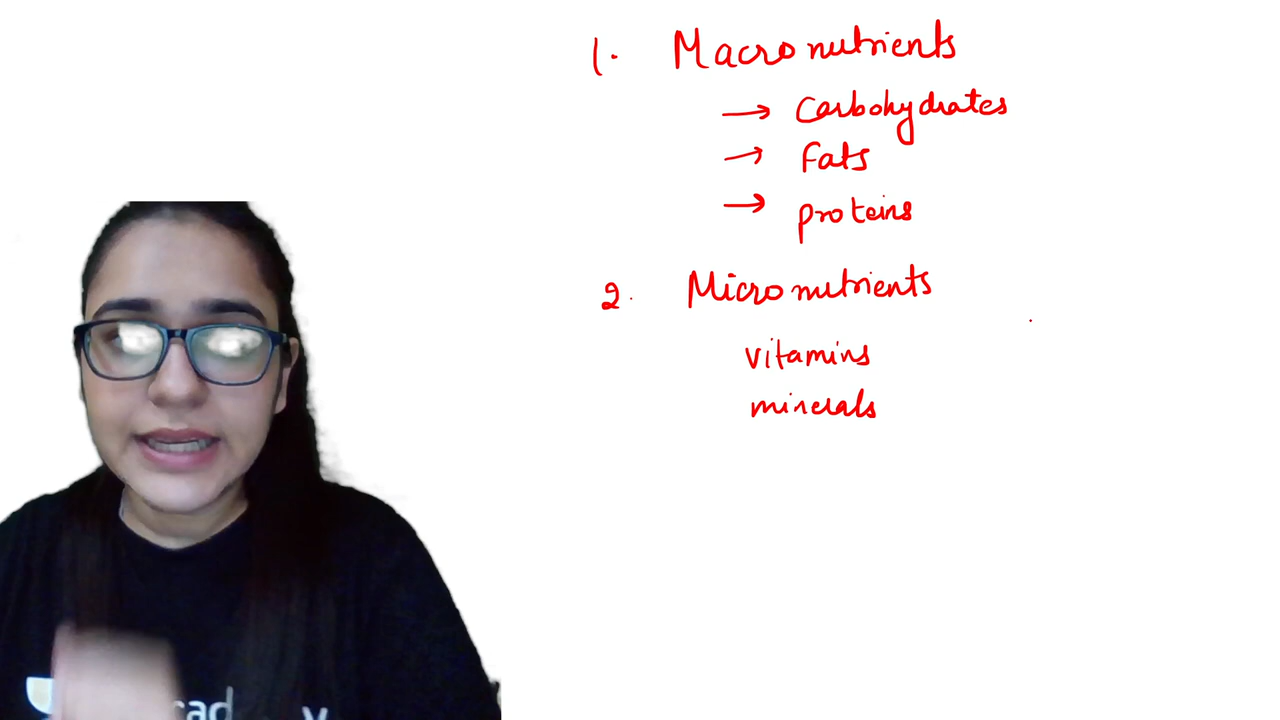 1. Macronutrients
→ Carbohydrates
→ Fats
→ proteins
2. Micronutrients
vitamins
minerals